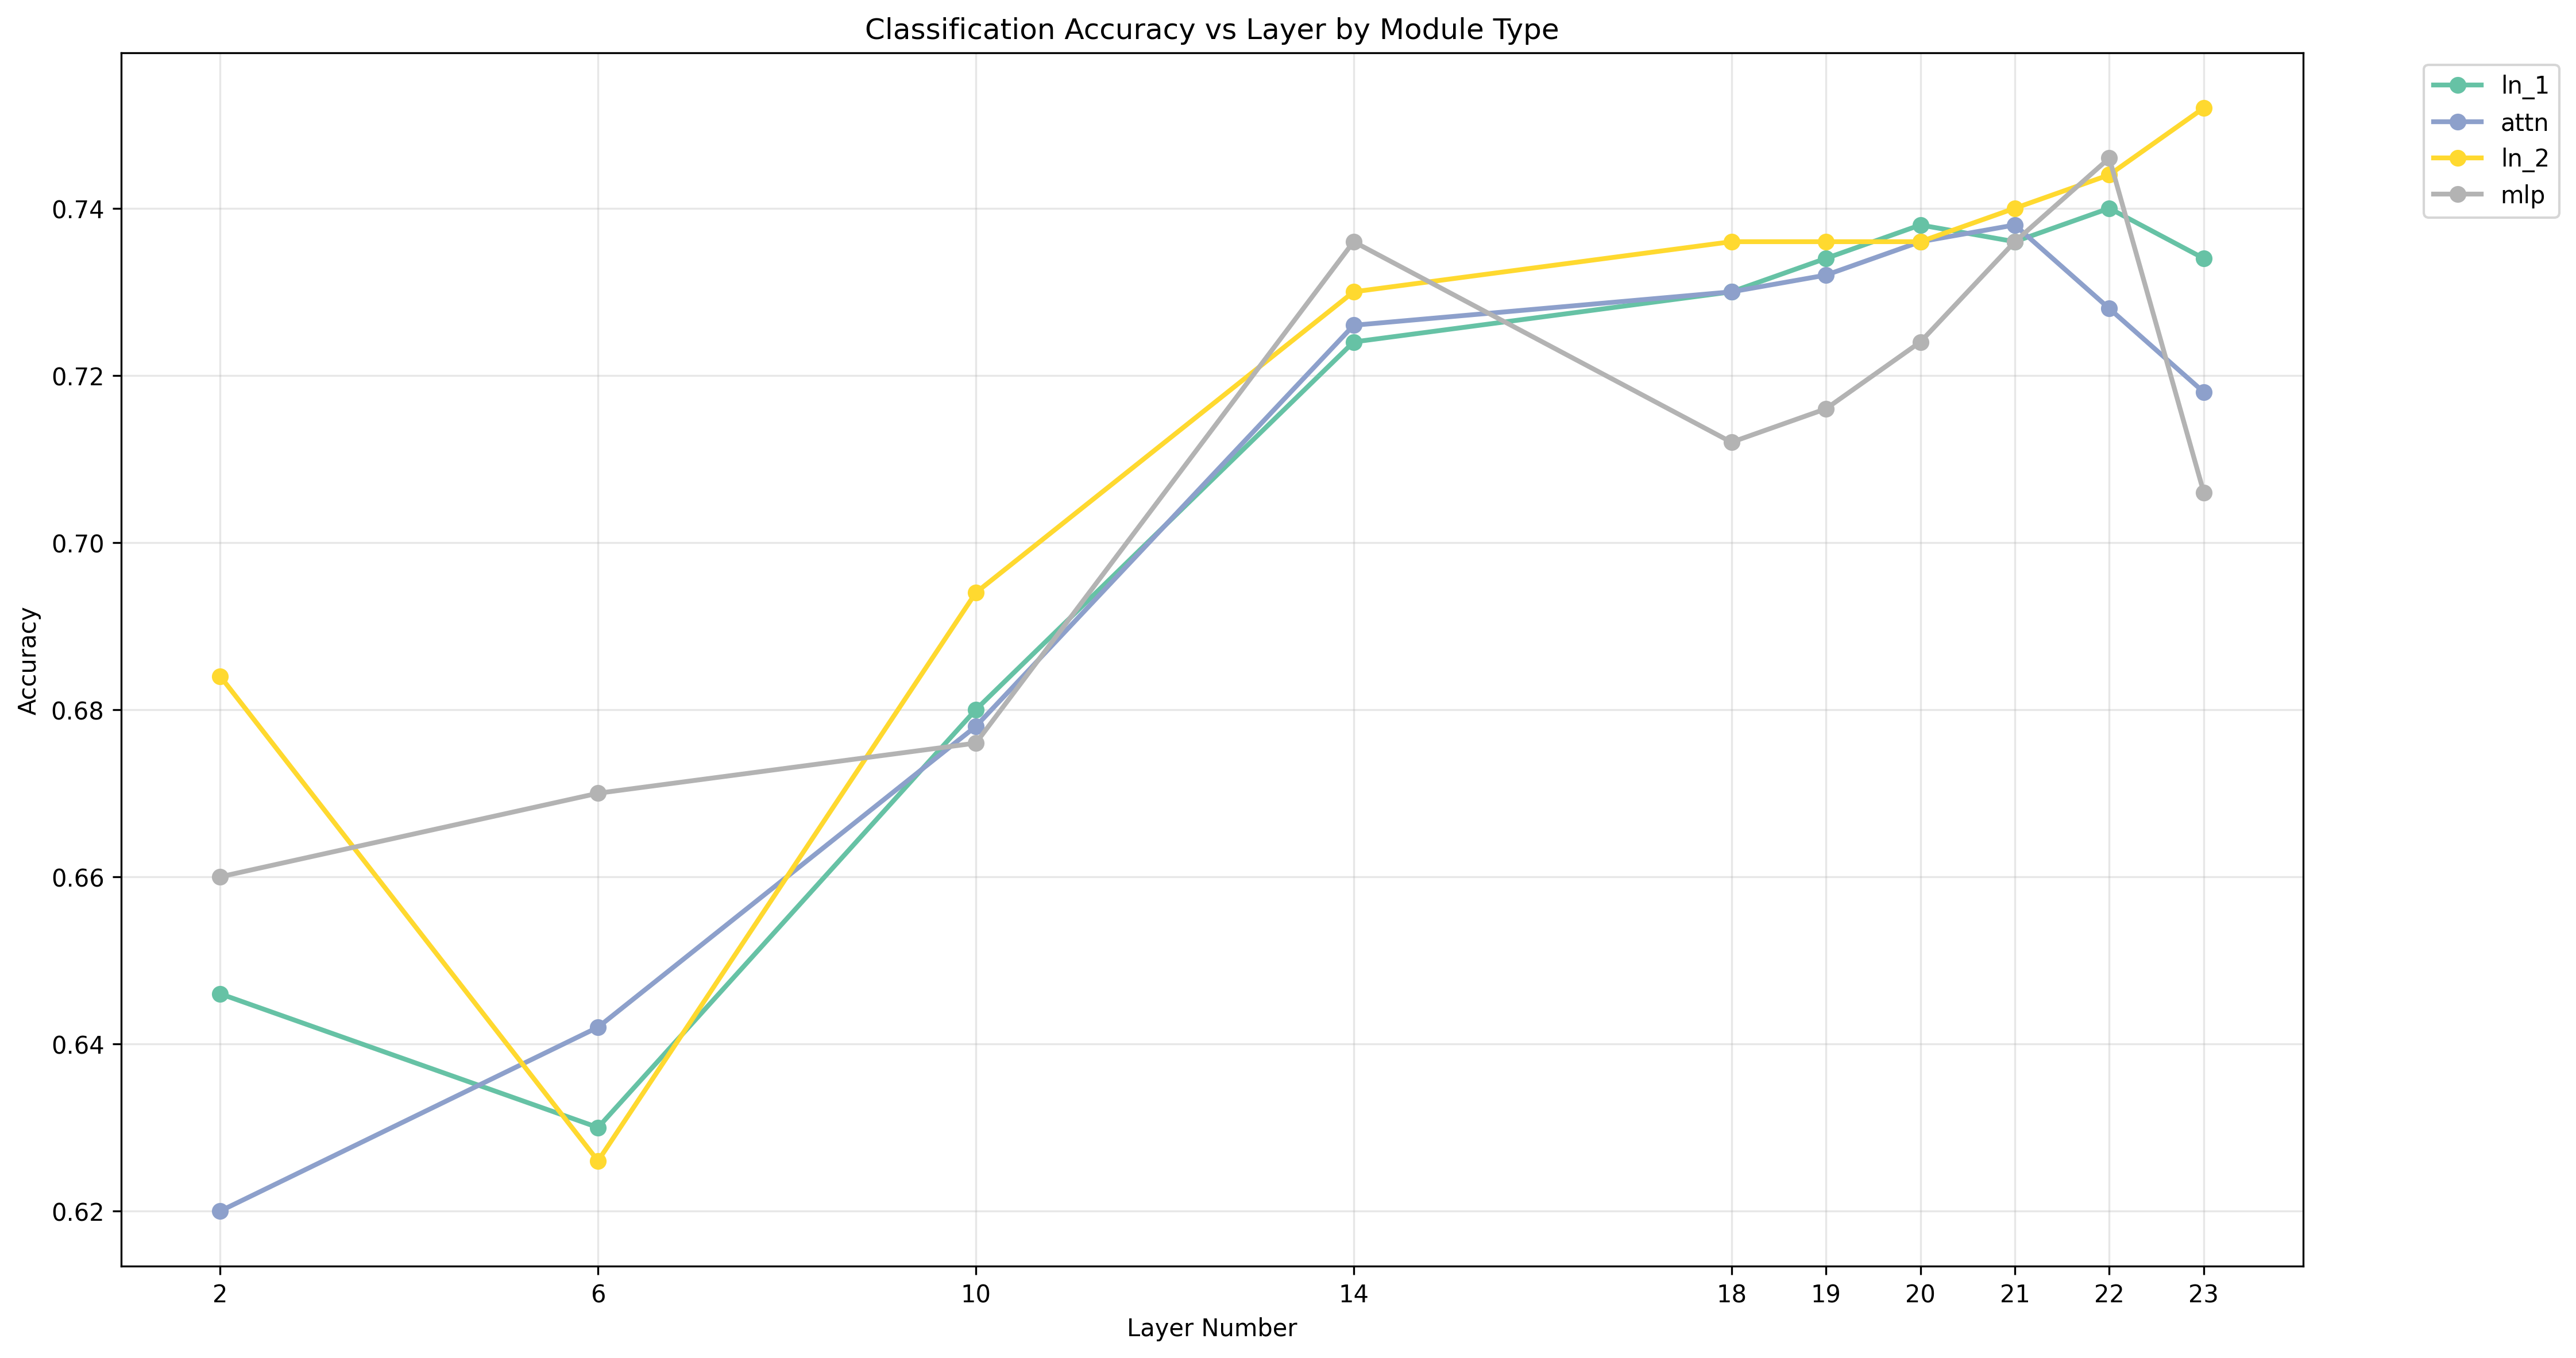 Classification Accuracy vs Layer by Module Type
ln_1
attn
ln_2
mlp
Accuracy
0.74
0.72
0.70
0.68
0.66
0.64
0.62
2 6 10 14 18 19 20 21 22 23
Layer Number